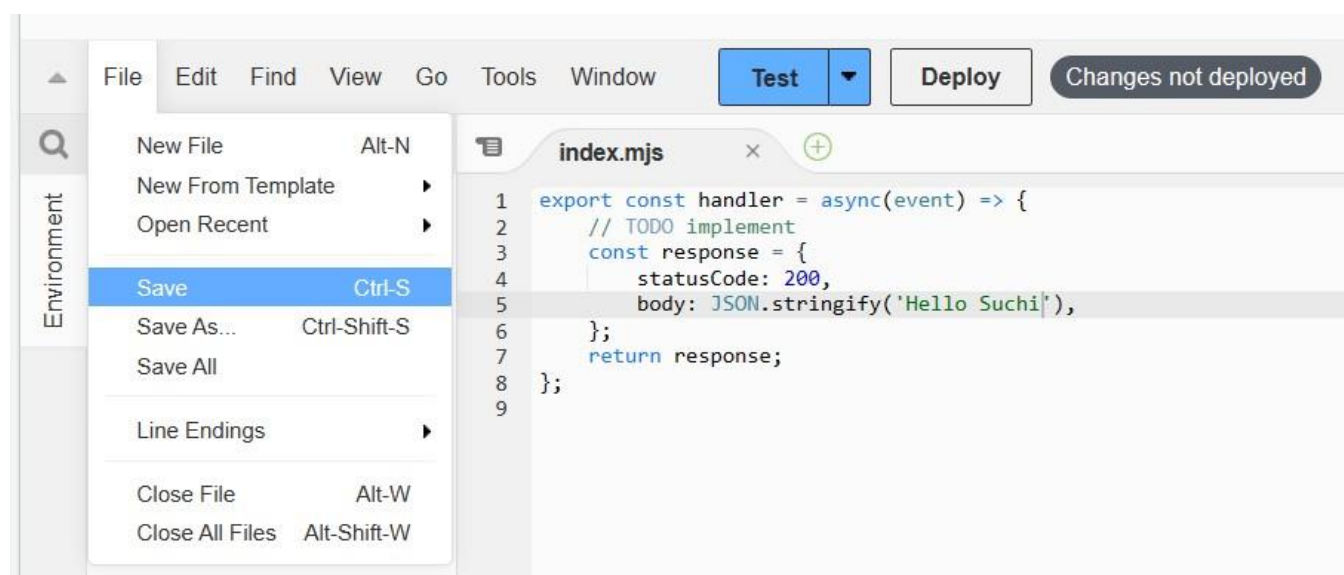 File Edit Find View Go Tools Window Test Deploy Changes not deployed
New File Alt-N
New From Template
Open Recent
Save Ctrl-S
Save As... Ctrl-Shift-S
Save All
Line Endings
Close File Alt-W
Close All Files Alt-Shift-W
Environment
index.mjs
1 export const handler = async(event) => {
2     // TODO implement
3     const response = {
4         statusCode: 200,
5         body: JSON.stringify('Hello Suchi'),
6     };
7     return response;
8 };
9